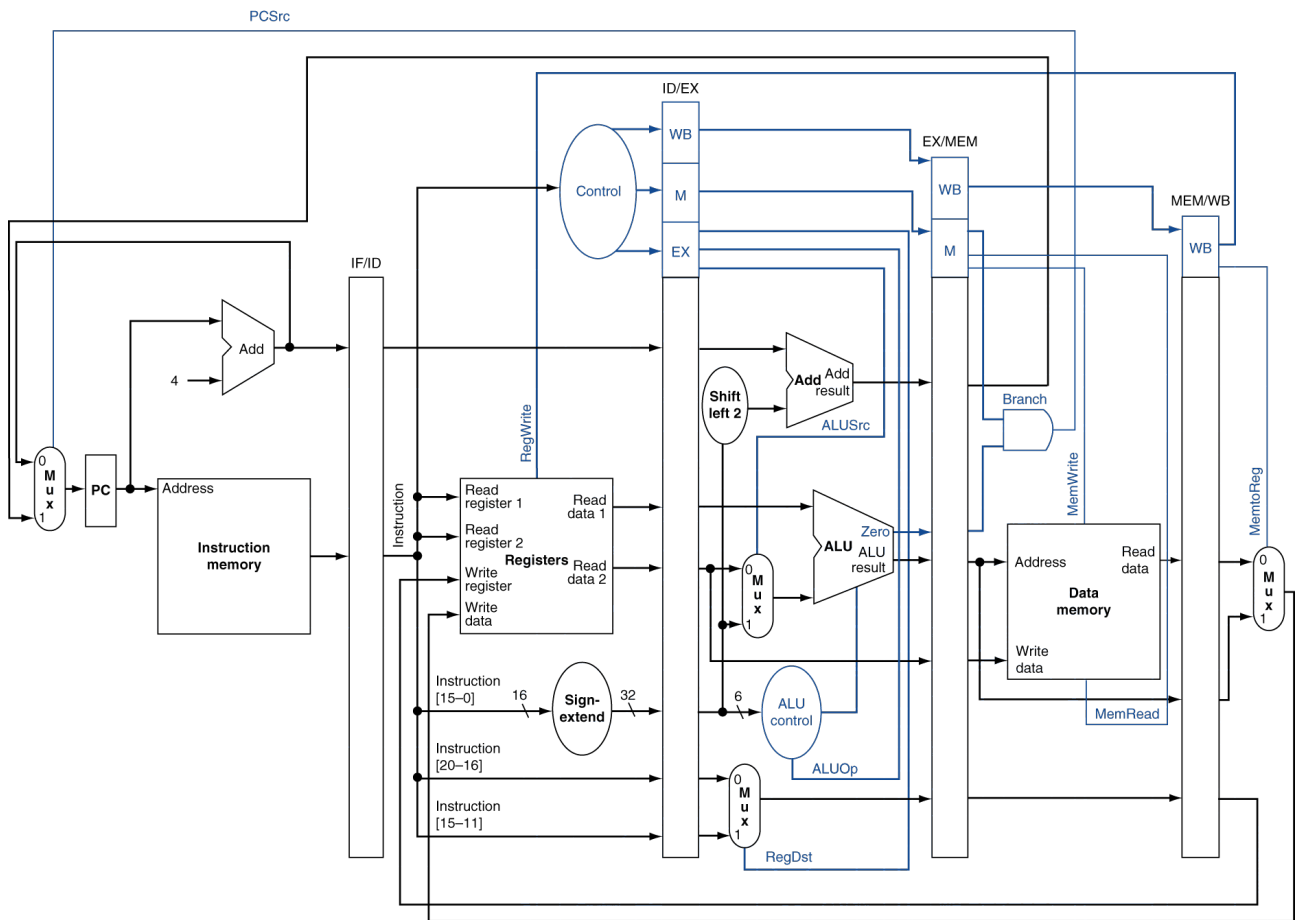 PCSrc
ID/EX
WB
EX/MEM
Control
M
WB
MEM/WB
EX
M
WB
IF/ID
Add
4
Add
Add
result
Shift
left 2
Branch
ALUSrc
RegWrite
MemWrite
MemtoReg
0
M
u
x
1
PC
Address
Instruction
memory
Instruction
Read
register 1
Read
register 2
Write
register
Write
data
Registers
Read
data 1
Read
data 2
0
M
u
x
1
ALU
Zero
ALU
result
Address
Read
data
Data
memory
Write
data
0
M
u
x
1
Instruction
[15–0]
16
Sign-
extend
32
6
ALU
control
MemRead
Instruction
[20–16]
ALUOp
0
M
u
x
1
Instruction
[15–11]
RegDst